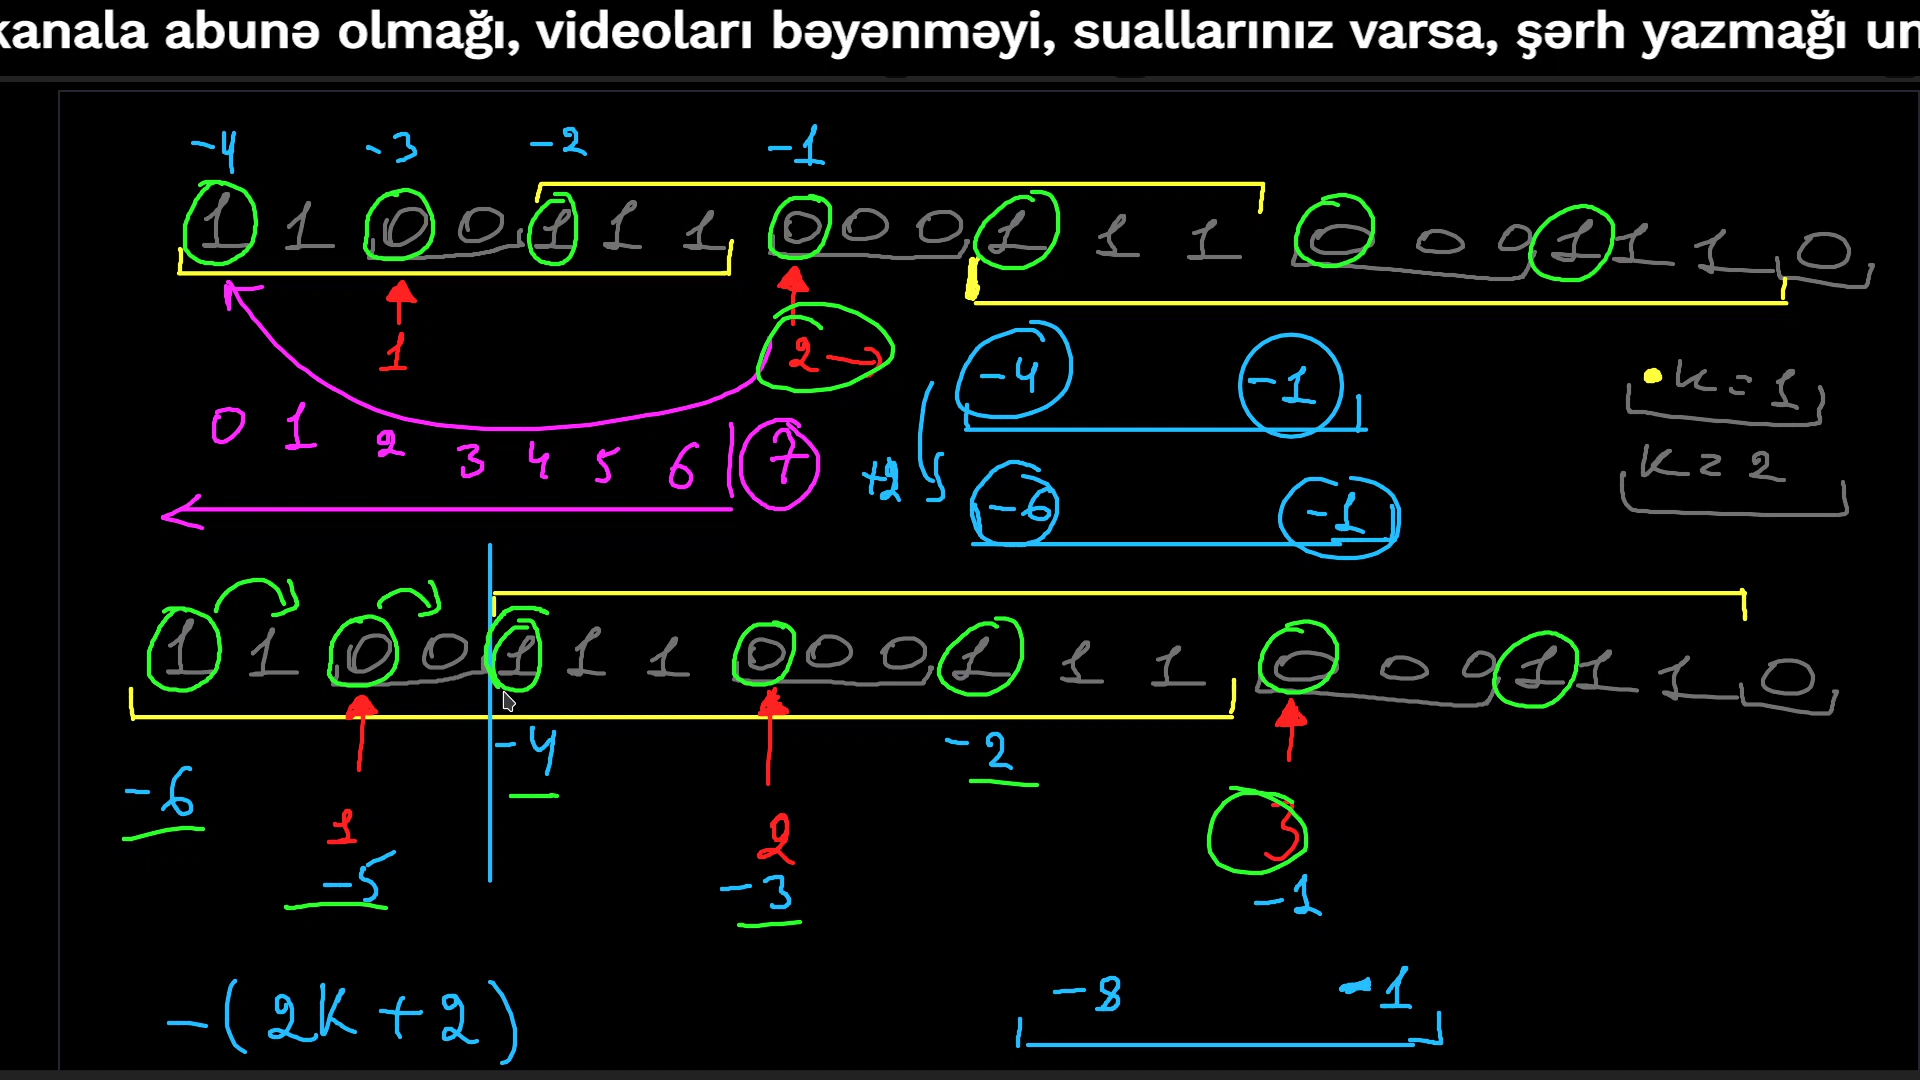 kanala abunə olmağı, videoları bəyənməyi, suallarınız varsa, şərh yazmağı un
-4 -3 -2 -1
1 1 0 0 1 1 1 0 0 0 1 1 1 0 0 0 1 1 1 0
1 2
-4 -1
K = 1
0 1 2 3 4 5 6 7
K = 2
+2
-6 -1
1 1 0 0 1 1 1 0 0 0 1 1 1 0 0 0 1 1 1 0
-4 -2
-6
1 2 3
-5 -3 -1
-(2K+2)
-8 -1